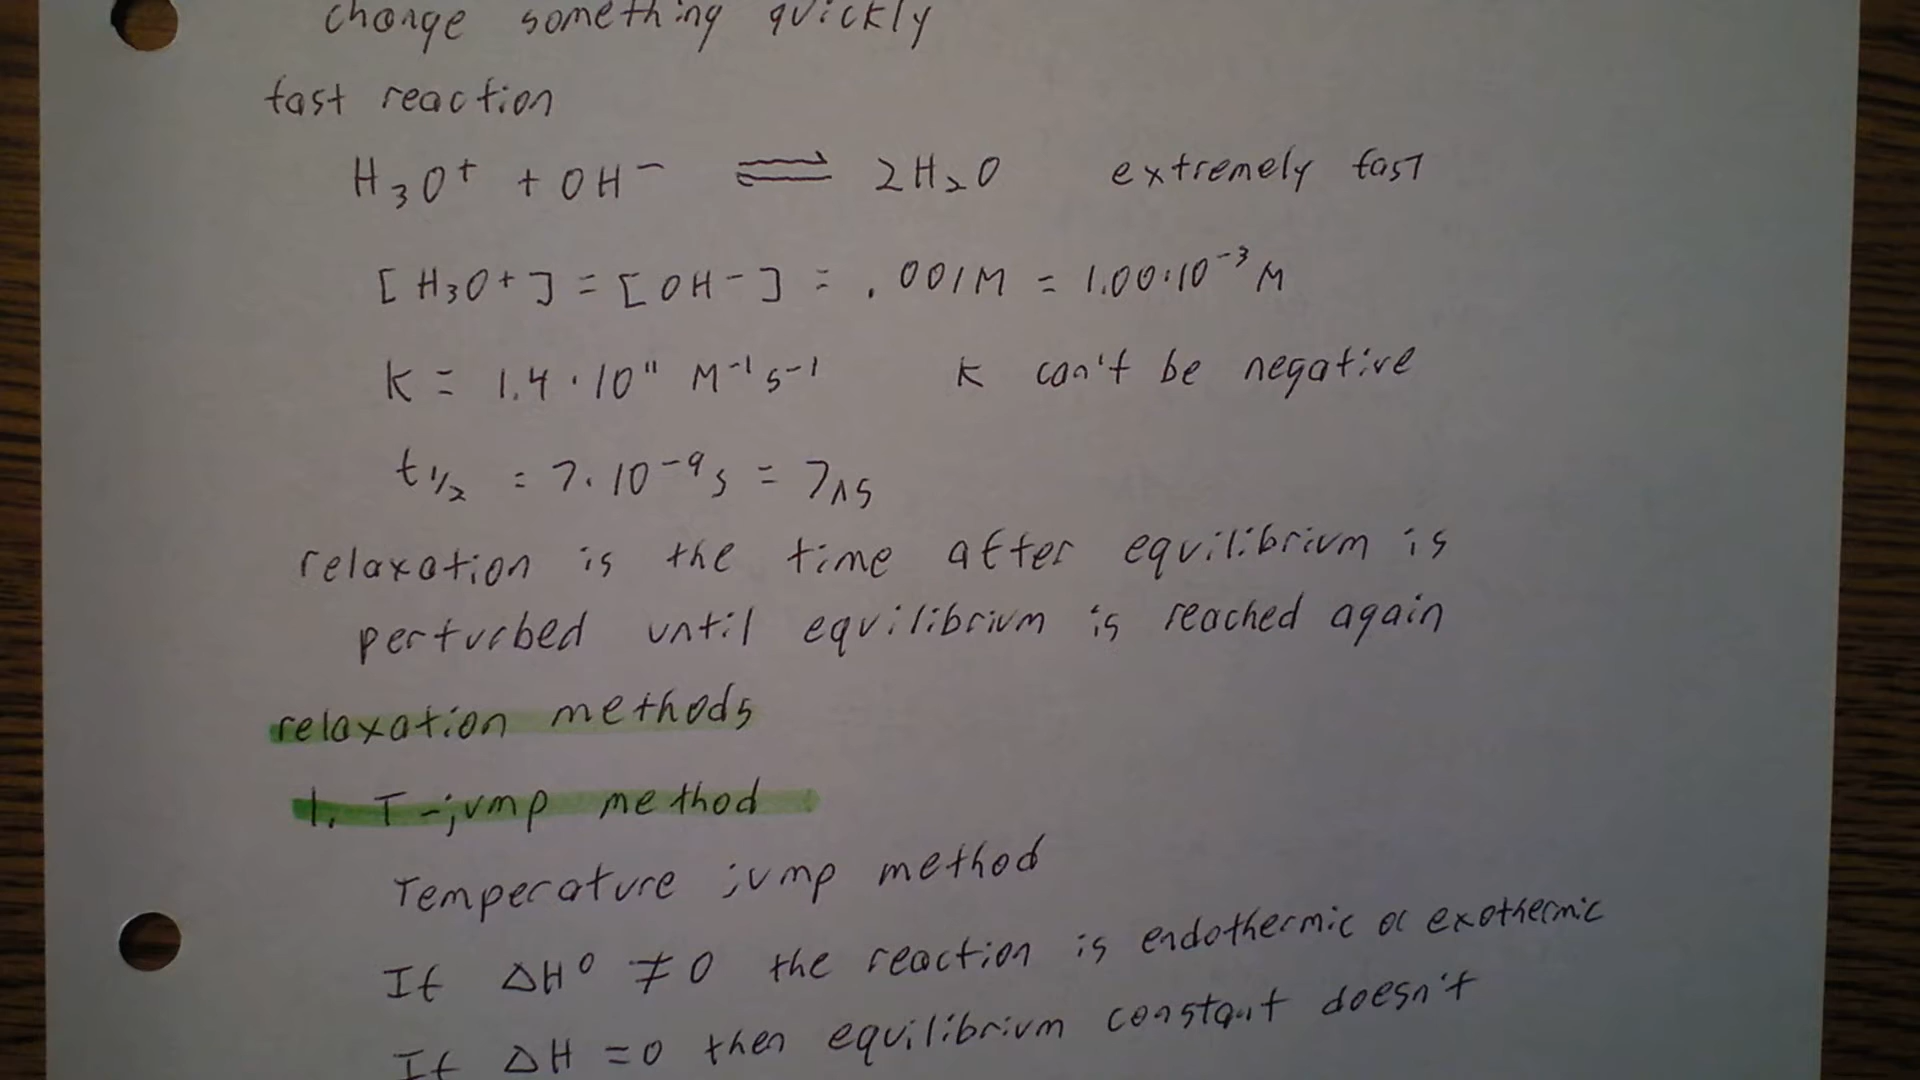 change something quickly
fast reaction
H₃O⁺ + OH⁻ ⇌ 2H₂O extremely fast
[H₃O⁺] = [OH⁻] = .001M = 1.00·10⁻³ M
K = 1.4·10¹¹ M⁻¹s⁻¹ K can't be negative
t₁/₂ = 7·10⁻⁹s = 7ns
relaxation is the time after equilibrium is
perturbed until equilibrium is reached again
relaxation methods
1. T-jump method
Temperature jump method
If ΔH⁰ ≠ 0 the reaction is endothermic or exothermic
If ΔH = 0 then equilibrium constant doesn't